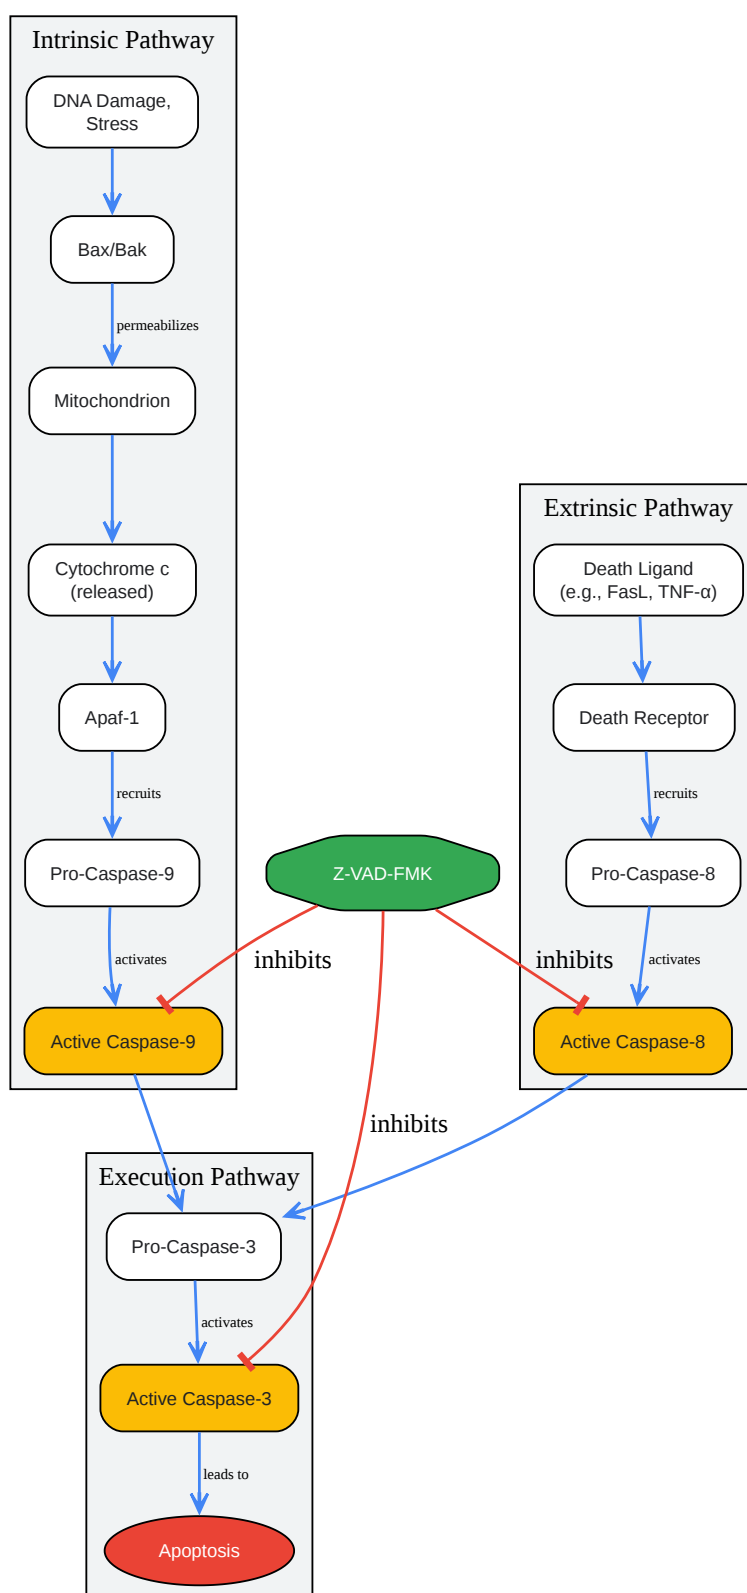 Intrinsic Pathway
DNA Damage,
Stress
Bax/Bak
permeabilizes
Mitochondrion
Cytochrome c
(released)
Apaf-1
recruits
Pro-Caspase-9
activates
Active Caspase-9
Extrinsic Pathway
Death Ligand
(e.g., FasL, TNF-α)
Death Receptor
recruits
Pro-Caspase-8
activates
Active Caspase-8
Z-VAD-FMK
inhibits
inhibits
inhibits
Execution Pathway
Pro-Caspase-3
activates
Active Caspase-3
leads to
Apoptosis